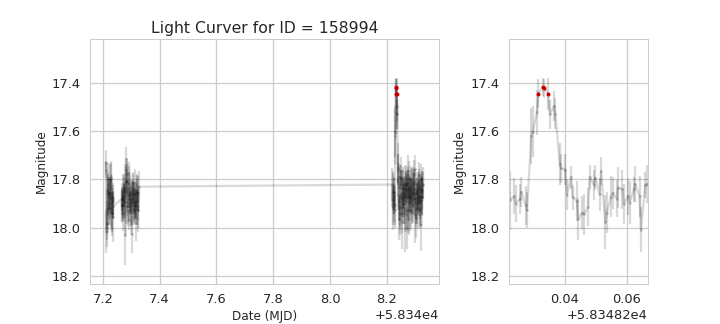 Light Curver for ID = 158994
Magnitude
17.4
17.6
17.8
18.0
18.2
7.2 7.4 7.6 7.8 8.0 8.2
Date (MJD)
+5.834e4
Magnitude
17.4
17.6
17.8
18.0
18.2
0.04 0.06
+5.83482e4